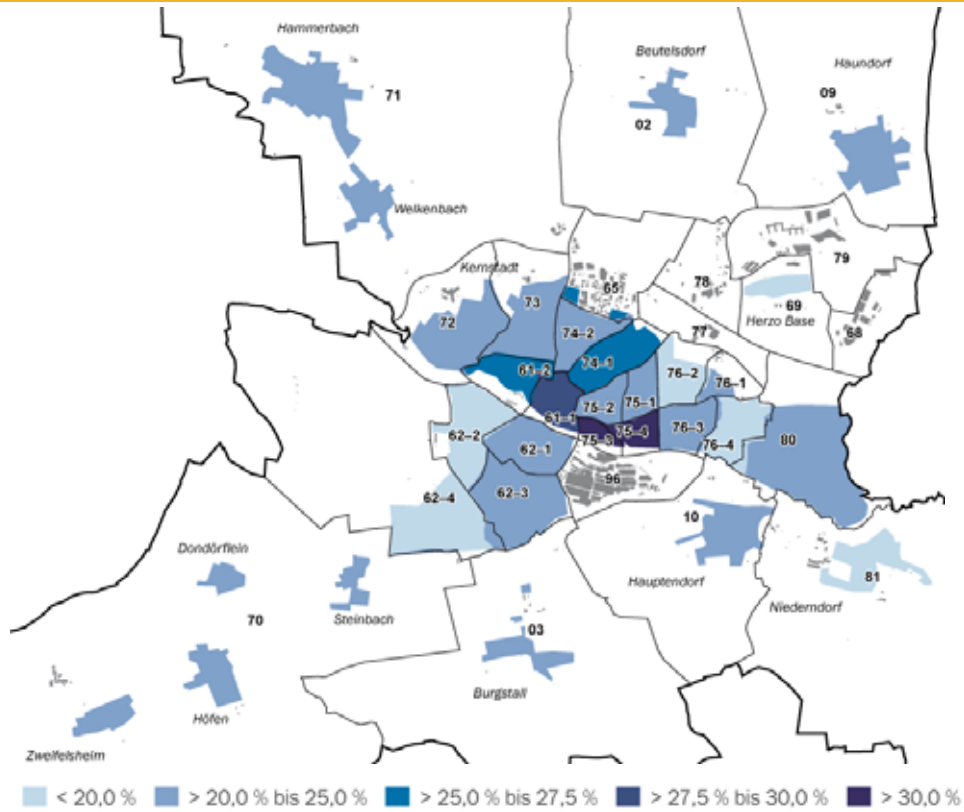 Hammerbach
71
Beutelsdorf
02
Haundorf
09
Welkenbach
Kernstadt
72
73
65
78
79
69
Herzo Base
68
77
74–2
74–1
61–2
61–1
75–2
75–1
76–2
76–1
75–3
75–4
76–3
76–4
80
62–2
62–1
62–4
62–3
96
10
Hauptendorf
81
Niederndorf
Dondörflein
70
Steinbach
03
Burgstall
Höfen
Zweifelsheim
< 20,0 % > 20,0 % bis 25,0 % > 25,0 % bis 27,5 % > 27,5 % bis 30,0 % > 30,0 %